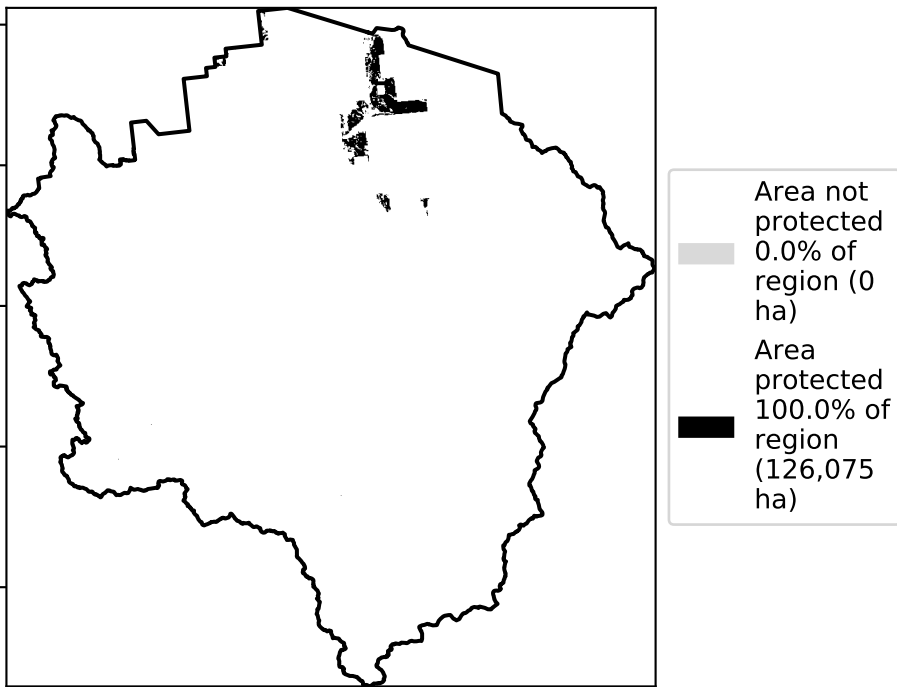 Area not
protected
0.0% of
region (0
ha)
Area
protected
100.0% of
region
(126,075
ha)